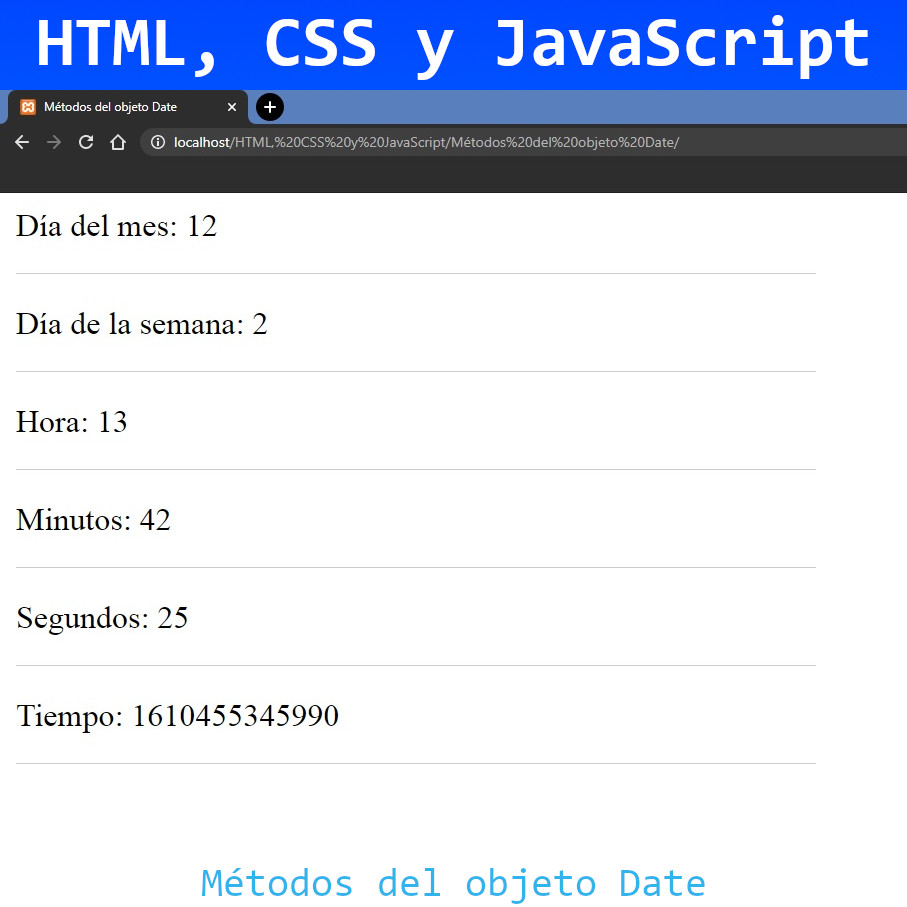 HTML, CSS y JavaScript
Métodos del objeto Date
localhost/HTML,%20CSS%20y%20JavaScript/Métodos%20del%20objeto%20Date/
Día del mes: 12
Día de la semana: 2
Hora: 13
Minutos: 42
Segundos: 25
Tiempo: 1610455345990
Métodos del objeto Date